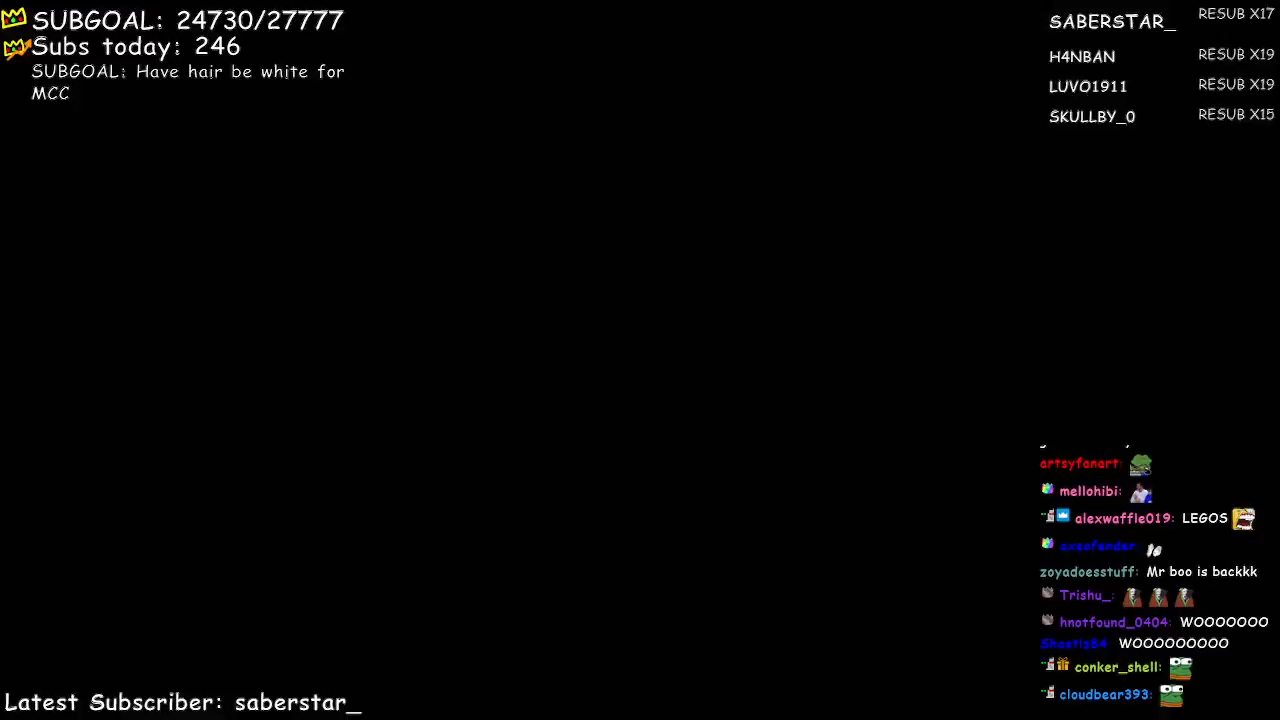 SUBGOAL: 24730/27777
Subs today: 246
SUBGOAL: Have hair be white for
MCC
SABERSTAR_ RESUB X17
H4NBAN RESUB X19
LUVO1911 RESUB X19
SKULLBY_0 RESUB X15
artsyfanart:
mellohibi:
alexwaffle019: LEGOS
zoyadoesstuff: Mr boo is backkk
Trishu_:
hnotfound_0404: WOOOOOOO
WOOOOOOOOO
conker_shell:
cloudbear393:
Latest Subscriber: saberstar_